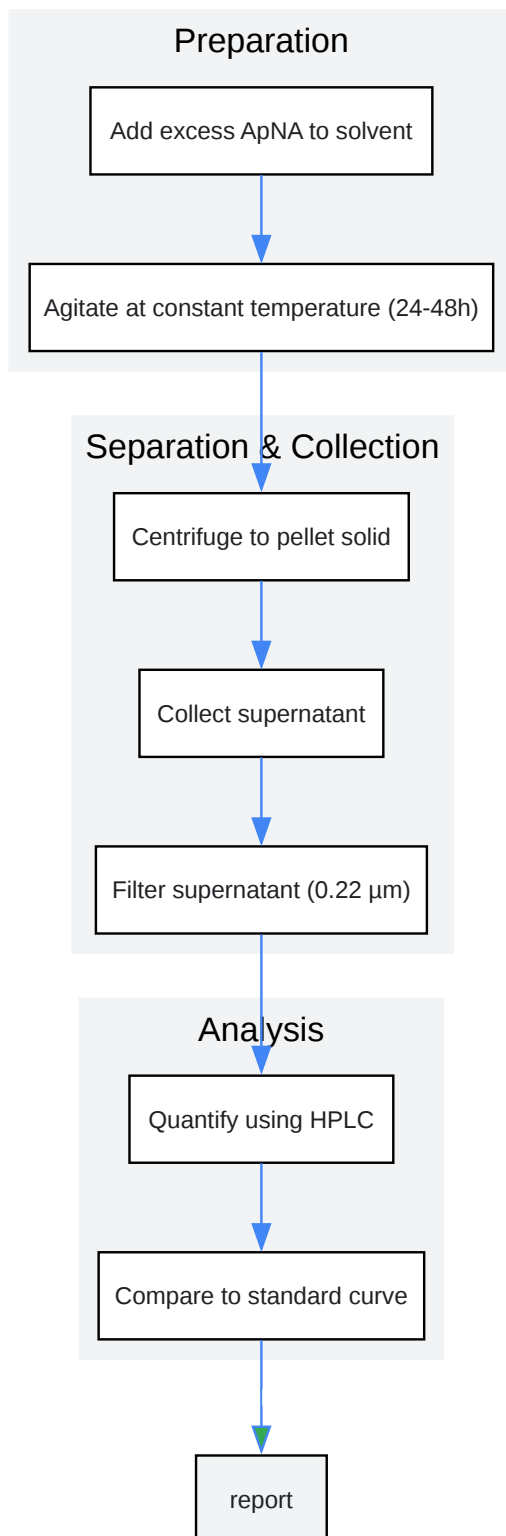 Preparation
Add excess ApNA to solvent
Agitate at constant temperature (24-48h)
Separation & Collection
Centrifuge to pellet solid
Collect supernatant
Filter supernatant (0.22 µm)
Analysis
Quantify using HPLC
Compare to standard curve
report